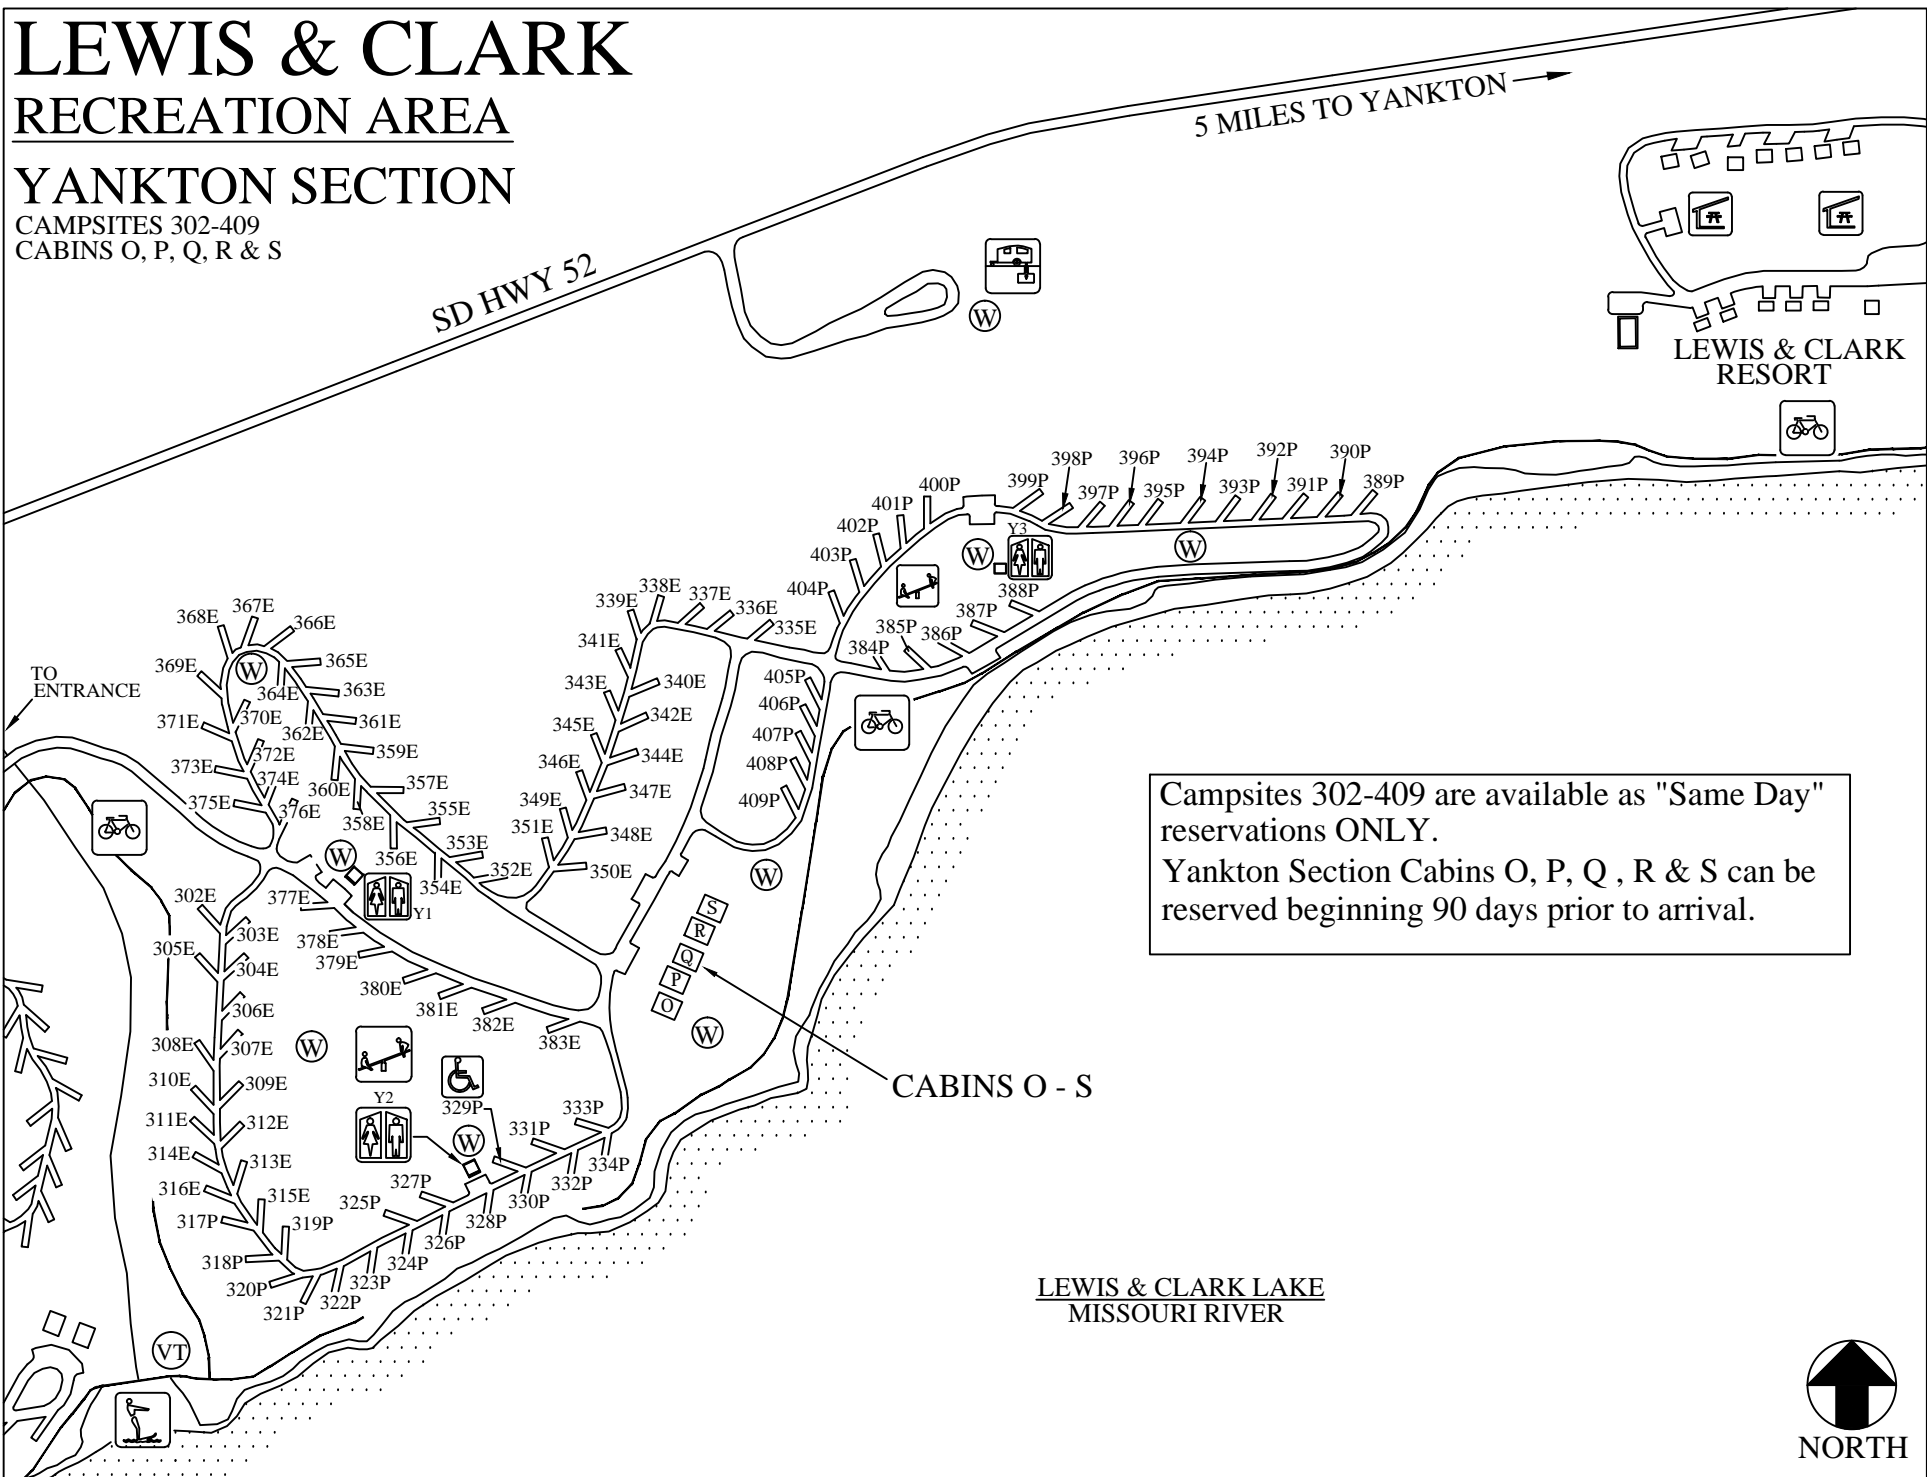 LEWIS & CLARK
RECREATION AREA
YANKTON SECTION
CAMPSITES 302-409
CABINS O, P, Q, R & S
SD HWY 52
5 MILES TO YANKTON
W
LEWIS & CLARK
RESORT
398P
396P
394P
392P
390P
399P
397P
395P
393P
391P
389P
400P
401P
402P
403P
404P
Y3
W
W
388P
387P
386P
385P
384P
338E
339E
337E
336E
335E
341E
340E
343E
342E
345E
344E
346E
347E
349E
348E
351E
350E
405P
406P
407P
408P
409P
W
367E
368E
366E
W
365E
369E
364E
363E
370E
371E
361E
362E
372E
359E
373E
374E
360E
357E
375E
376E
358E
355E
356E
353E
354E
352E
TO
ENTRANCE
W
Y1
377E
302E
303E
305E
304E
378E
379E
380E
381E
382E
383E
306E
308E
307E
W
310E
309E
311E
312E
314E
313E
316E
315E
317P
319P
318P
320P
321P
322P
323P
324P
325P
326P
327P
328P
329P
330P
331P
332P
333P
334P
Y2
W
S
R
Q
P
O
W
CABINS O - S
Campsites 302-409 are available as "Same Day"
reservations ONLY.
Yankton Section Cabins O, P, Q , R & S can be
reserved beginning 90 days prior to arrival.
LEWIS & CLARK LAKE
MISSOURI RIVER
VT
NORTH